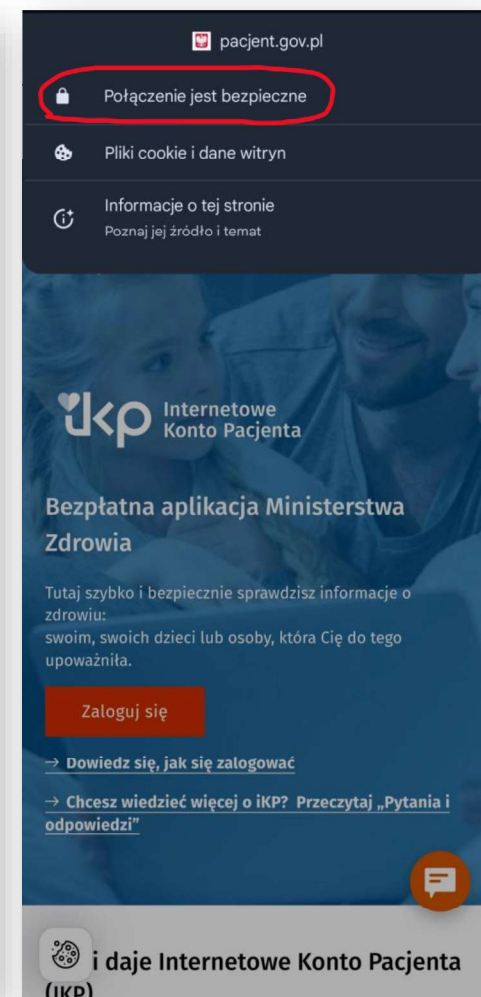 pacjent.gov.pl
Połączenie jest bezpieczne
Pliki cookie i dane witryn
Informacje o tej stronie
Poznaj jej źródło i temat
ikp Internetowe
Konto Pacjenta
Bezpłatna aplikacja Ministerstwa
Zdrowia
Tutaj szybko i bezpiecznie sprawdzisz informacje o
zdrowiu:
swoim, swoich dzieci lub osoby, która Cię do tego
upoważniła.
Zaloguj się
→ Dowiedz się, jak się zalogować
→ Chcesz wiedzieć więcej o iKP? Przeczytaj „Pytania i
odpowiedzi”
i daje Internetowe Konto Pacjenta
(IKP)